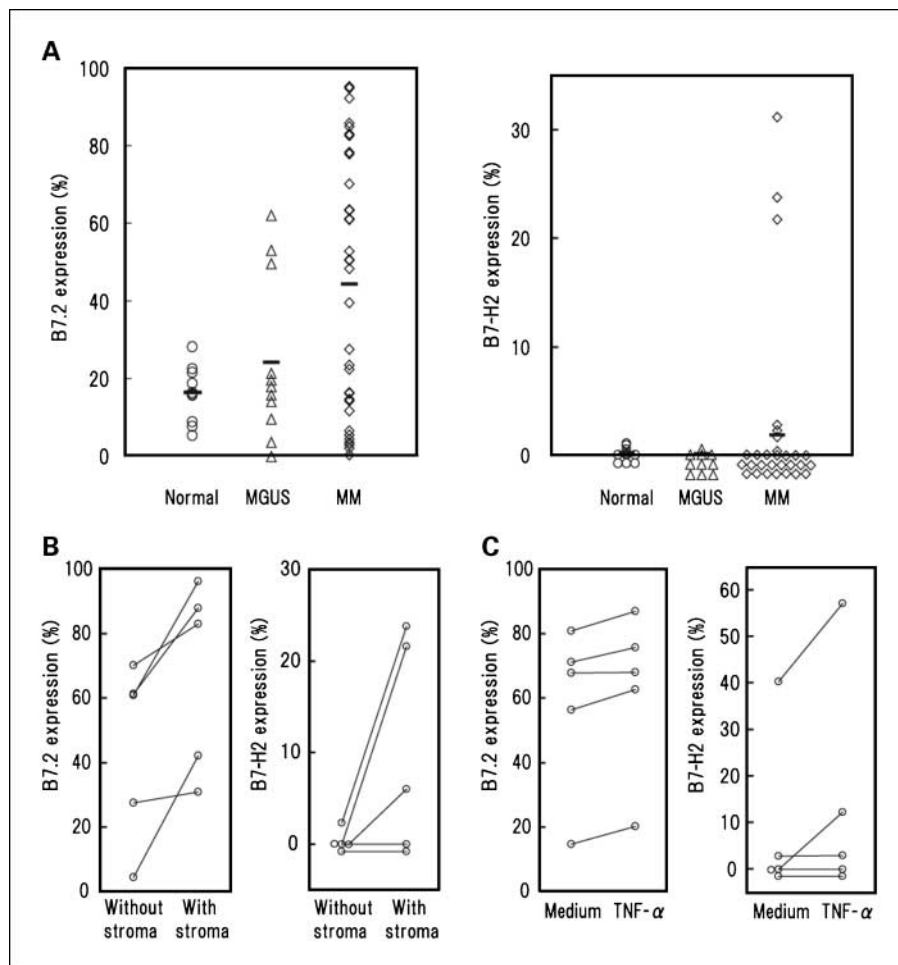 A
B7.2 expression (%)
100
80
60
40
20
0
Normal MGUS MM
B7-H2 expression (%)
30
20
10
0
Normal MGUS MM
B
B7.2 expression (%)
100
80
60
40
20
0
Without stroma
With stroma
B7-H2 expression (%)
30
20
10
0
Without stroma
With stroma
C
B7.2 expression (%)
100
80
60
40
20
0
Medium TNF-α
B7-H2 expression (%)
60
50
40
30
20
10
0
Medium TNF-α